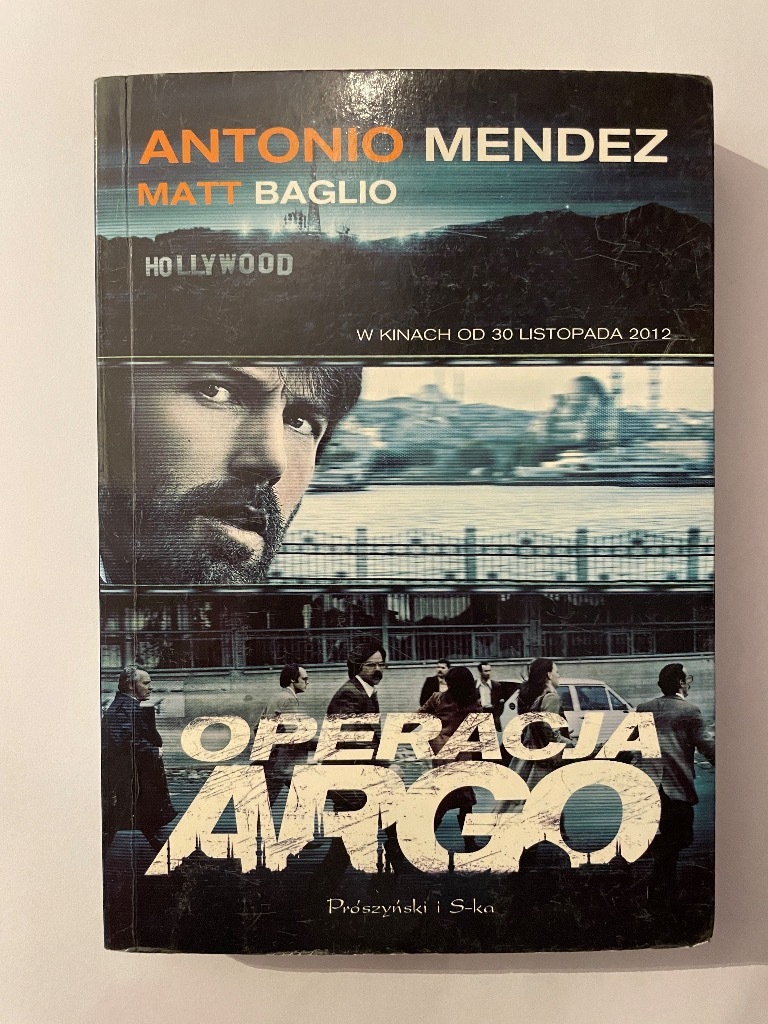 ANTONIO MENDEZ
MATT BAGLIO
HOLLYWOOD
W KINACH OD 30 LISTOPADA 2012
OPERACJA
ARGO
Prószyński i S-ka